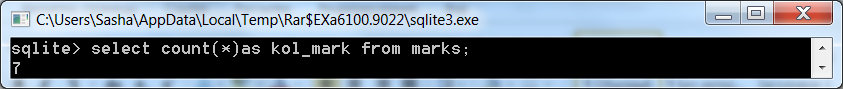 C:\Users\Sasha\AppData\Local\Temp\Rar$EXa6100.9022\sqlite3.exe
sqlite> select count(*)as kol_mark from marks;
7